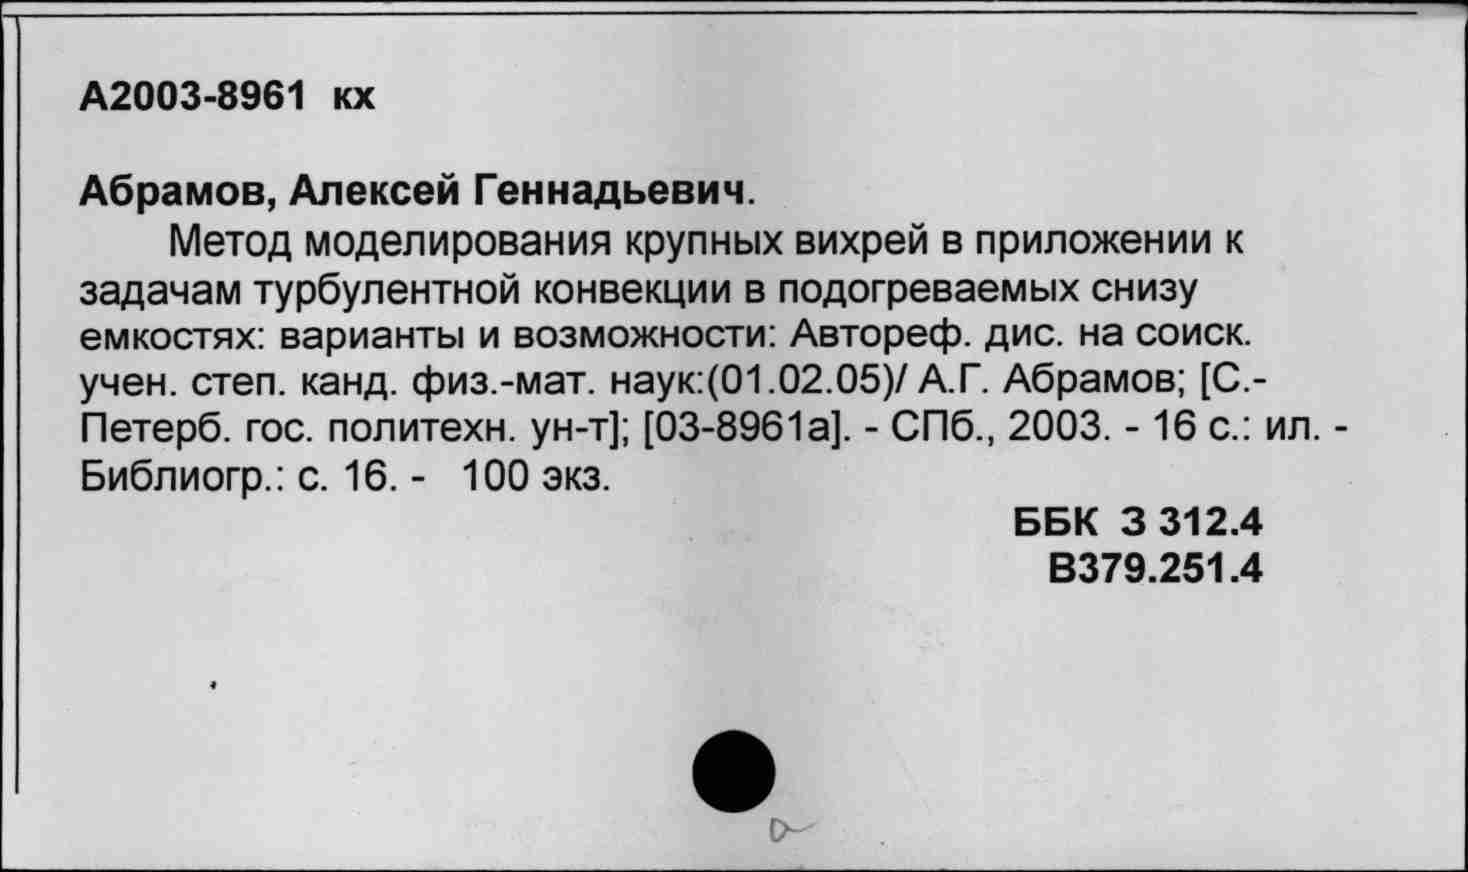 А2003-8961 кх
Абрамов, Алексей Геннадьевич.
Метод моделирования крупных вихрей в приложении к
задачам турбулентной конвекции в подогреваемых снизу
емкостях: варианты и возможности: Автореф. дис. на соиск.
учен. степ. канд. физ.-мат. наук:(01.02.05)/ А.Г. Абрамов; [С.-
Петерб. гос. политехн. ун-т]; [03-8961а]. - СПб., 2003. - 16 с.: ил. -
Библиогр.: с. 16. - 100 экз.
ББК З 312.4
В379.251.4
а